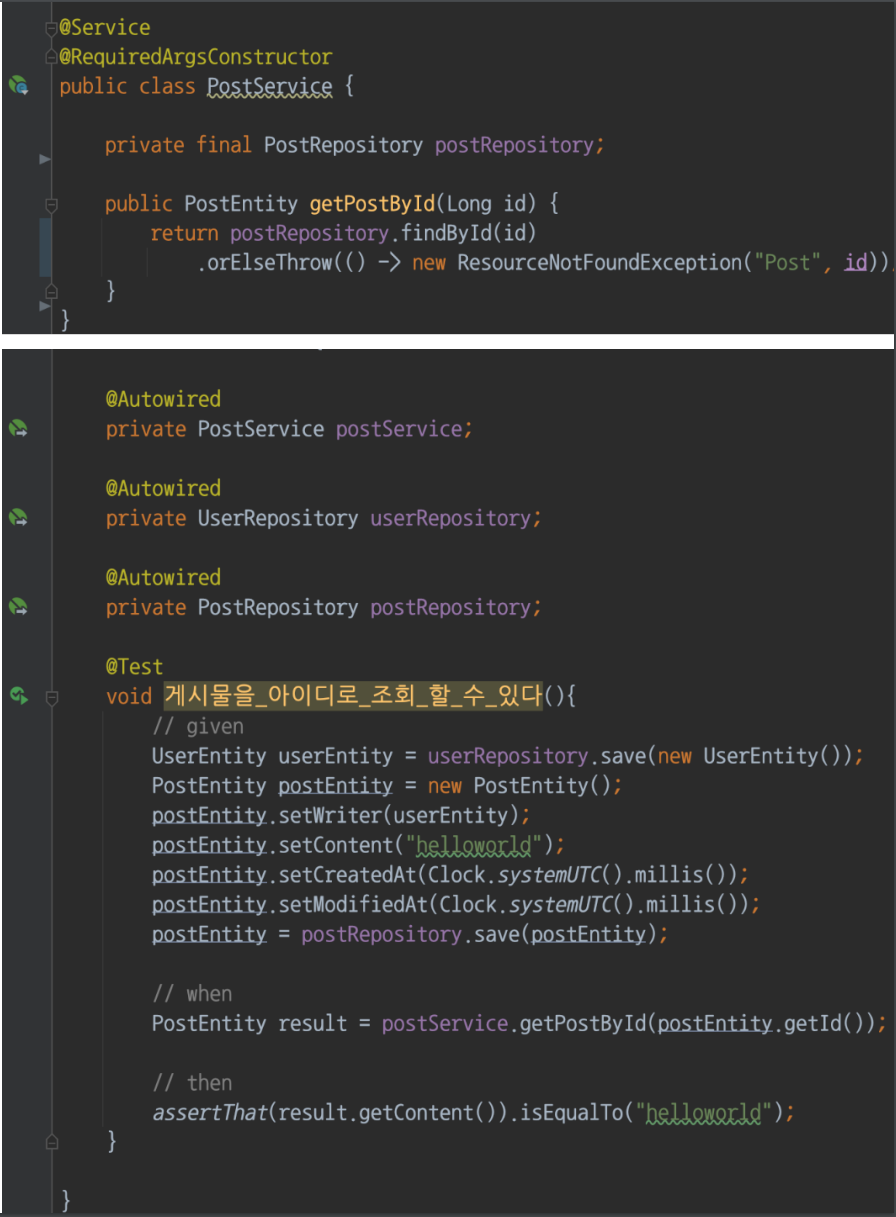 @Service
@RequiredArgsConstructor
public class PostService {
private final PostRepository postRepository;
public PostEntity getPostById(Long id) {
return postRepository.findById(id)
.orElseThrow(() -> new ResourceNotFoundException("Post", id))
}
}
@Autowired
private PostService postService;
@Autowired
private UserRepository userRepository;
@Autowired
private PostRepository postRepository;
@Test
void 게시물을_아이디로_조회_할_수_있다(){
// given
UserEntity userEntity = userRepository.save(new UserEntity());
PostEntity postEntity = new PostEntity();
postEntity.setWriter(userEntity);
postEntity.setContent("helloworld");
postEntity.setCreatedAt(Clock.systemUTC().millis());
postEntity.setModifiedAt(Clock.systemUTC().millis());
postEntity = postRepository.save(postEntity);
// when
PostEntity result = postService.getPostById(postEntity.getId());
// then
assertThat(result.getContent()).isEqualTo("helloworld");
}
}